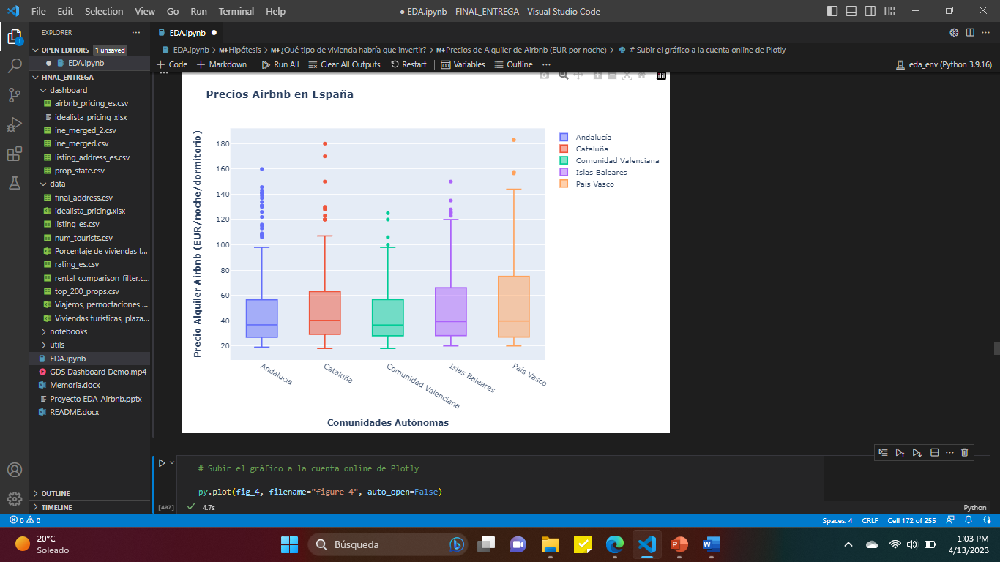 File Edit Selection View Go Run Terminal Help
● EDA.ipynb - FINAL_ENTREGA - Visual Studio Code
EXPLORER
OPEN EDITORS 1 unsaved
EDA.ipynb
FINAL_ENTREGA
dashboard
airbnb_pricing_es.csv
idealista_pricing_xlsx
ine_merged_2.csv
ine_merged.csv
listing_address_es.csv
prop_state.csv
data
final_address.csv
idealista_pricing.xlsx
listing_es.csv
num_tourists.csv
Porcentaje de viviendas t...
rating_es.csv
rental_comparison_filter.c...
top_200_props.csv
Viajeros, pernoctaciones ...
Viviendas turísticas, plaza...
notebooks
utils
EDA.ipynb
GDS Dashboard Demo.mp4
Memoria.docx
Proyecto EDA-Airbnb.pptx
README.docx
OUTLINE
TIMELINE
1
EDA.ipynb ●
EDA.ipynb > Hipótesis > ¿Qué tipo de vivienda habría que invertir? > Precios de Alquiler de Airbnb (EUR por noche) > # Subir el gráfico a la cuenta online de Plotly
+ Code + Markdown Run All Clear All Outputs Restart Variables Outline ...
eda_env (Python 3.9.16)
Precios Airbnb en España
Precio Alquiler Airbnb (EUR/noche/dormitorio)
180
160
140
120
100
80
60
40
20
Andalucía
Cataluña
Comunidad Valenciana
Islas Baleares
País Vasco
Comunidades Autónomas
Andalucía
Cataluña
Comunidad Valenciana
Islas Baleares
País Vasco
# Subir el gráfico a la cuenta online de Plotly
py.plot(fig_4, filename="figure 4", auto_open=False)
[407] 4.7s
Python
0 0
Spaces: 4 CRLF Cell 172 of 255
20°C
Soleado
Búsqueda
1:03 PM
4/13/2023